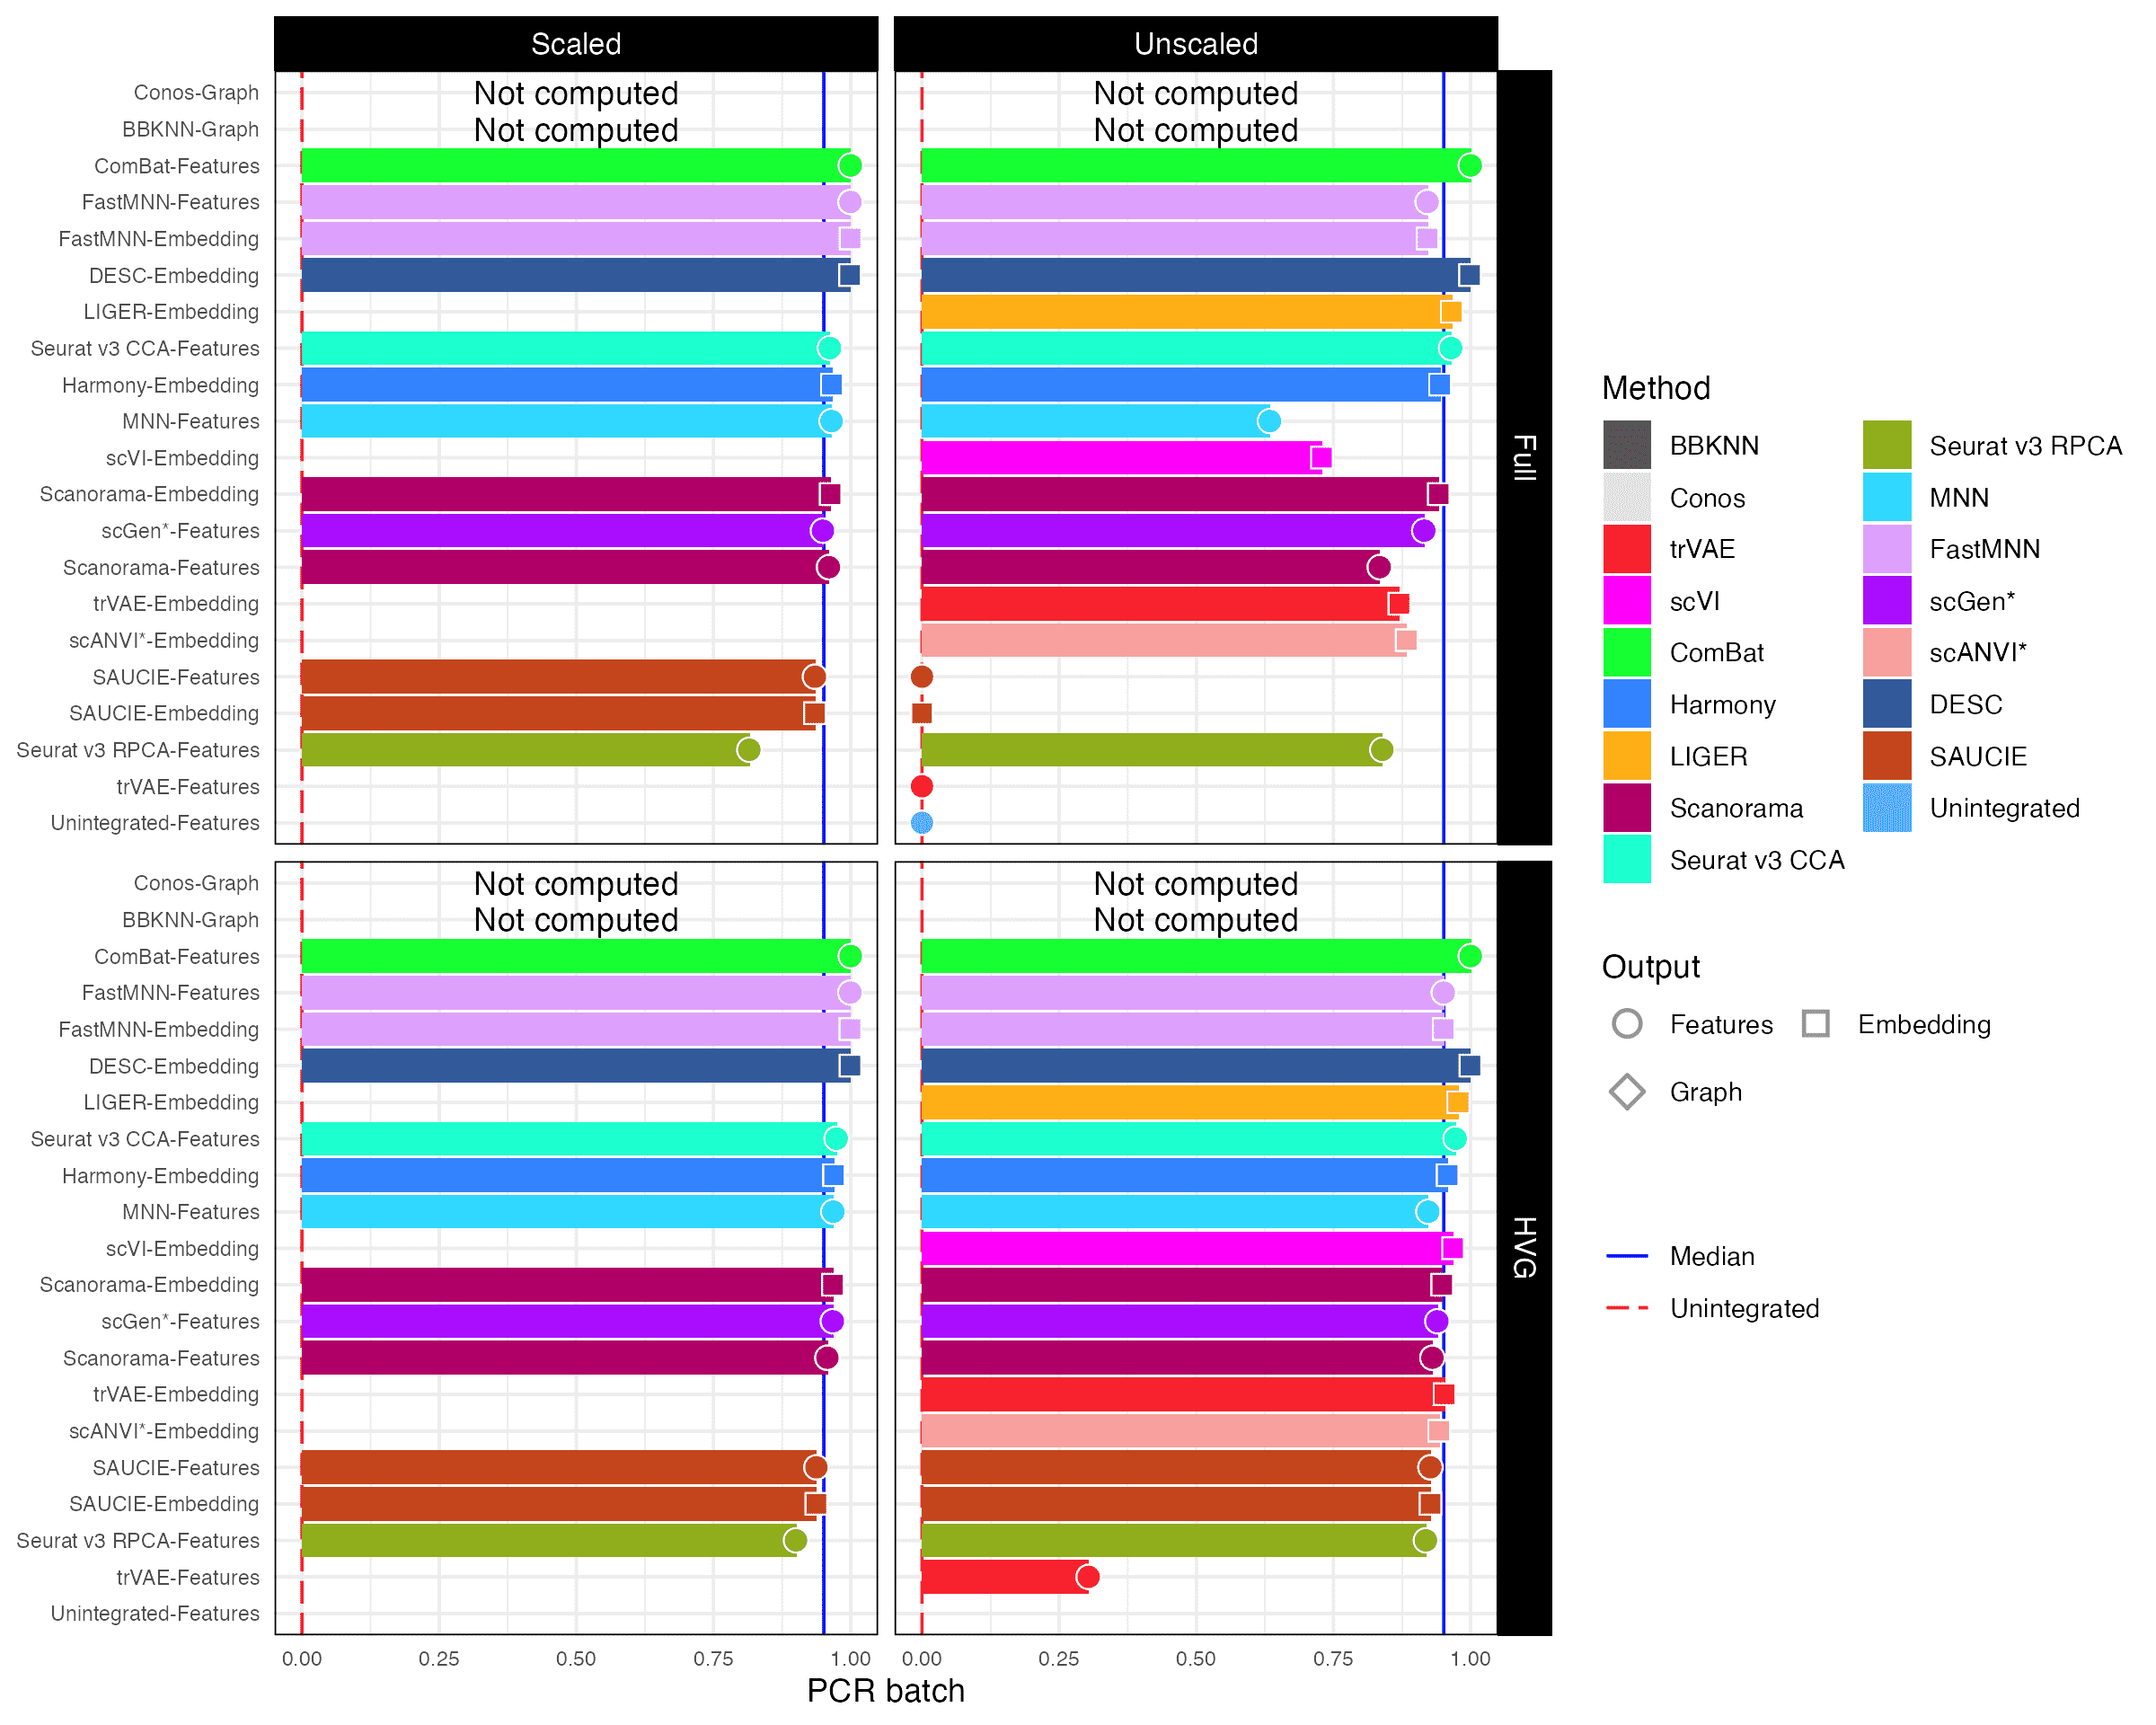 Scaled
Unscaled
Conos-Graph
BBKNN-Graph
ComBat-Features
FastMNN-Features
FastMNN-Embedding
DESC-Embedding
LIGER-Embedding
Seurat v3 CCA-Features
Harmony-Embedding
MNN-Features
scVI-Embedding
Scanorama-Embedding
scGen*-Features
Scanorama-Features
trVAE-Embedding
scANVI*-Embedding
SAUCIE-Features
SAUCIE-Embedding
Seurat v3 RPCA-Features
trVAE-Features
Unintegrated-Features
Not computed
Not computed
Not computed
Not computed
Full
Conos-Graph
BBKNN-Graph
ComBat-Features
FastMNN-Features
FastMNN-Embedding
DESC-Embedding
LIGER-Embedding
Seurat v3 CCA-Features
Harmony-Embedding
MNN-Features
scVI-Embedding
Scanorama-Embedding
scGen*-Features
Scanorama-Features
trVAE-Embedding
scANVI*-Embedding
SAUCIE-Features
SAUCIE-Embedding
Seurat v3 RPCA-Features
trVAE-Features
Unintegrated-Features
Not computed
Not computed
Not computed
Not computed
HVG
0.00 0.25 0.50 0.75 1.00
0.00 0.25 0.50 0.75 1.00
PCR batch
Method
BBKNN
Conos
trVAE
scVI
ComBat
Harmony
LIGER
Scanorama
Seurat v3 CCA
Seurat v3 RPCA
MNN
FastMNN
scGen*
scANVI*
DESC
SAUCIE
Unintegrated
Output
Features
Embedding
Graph
Median
Unintegrated